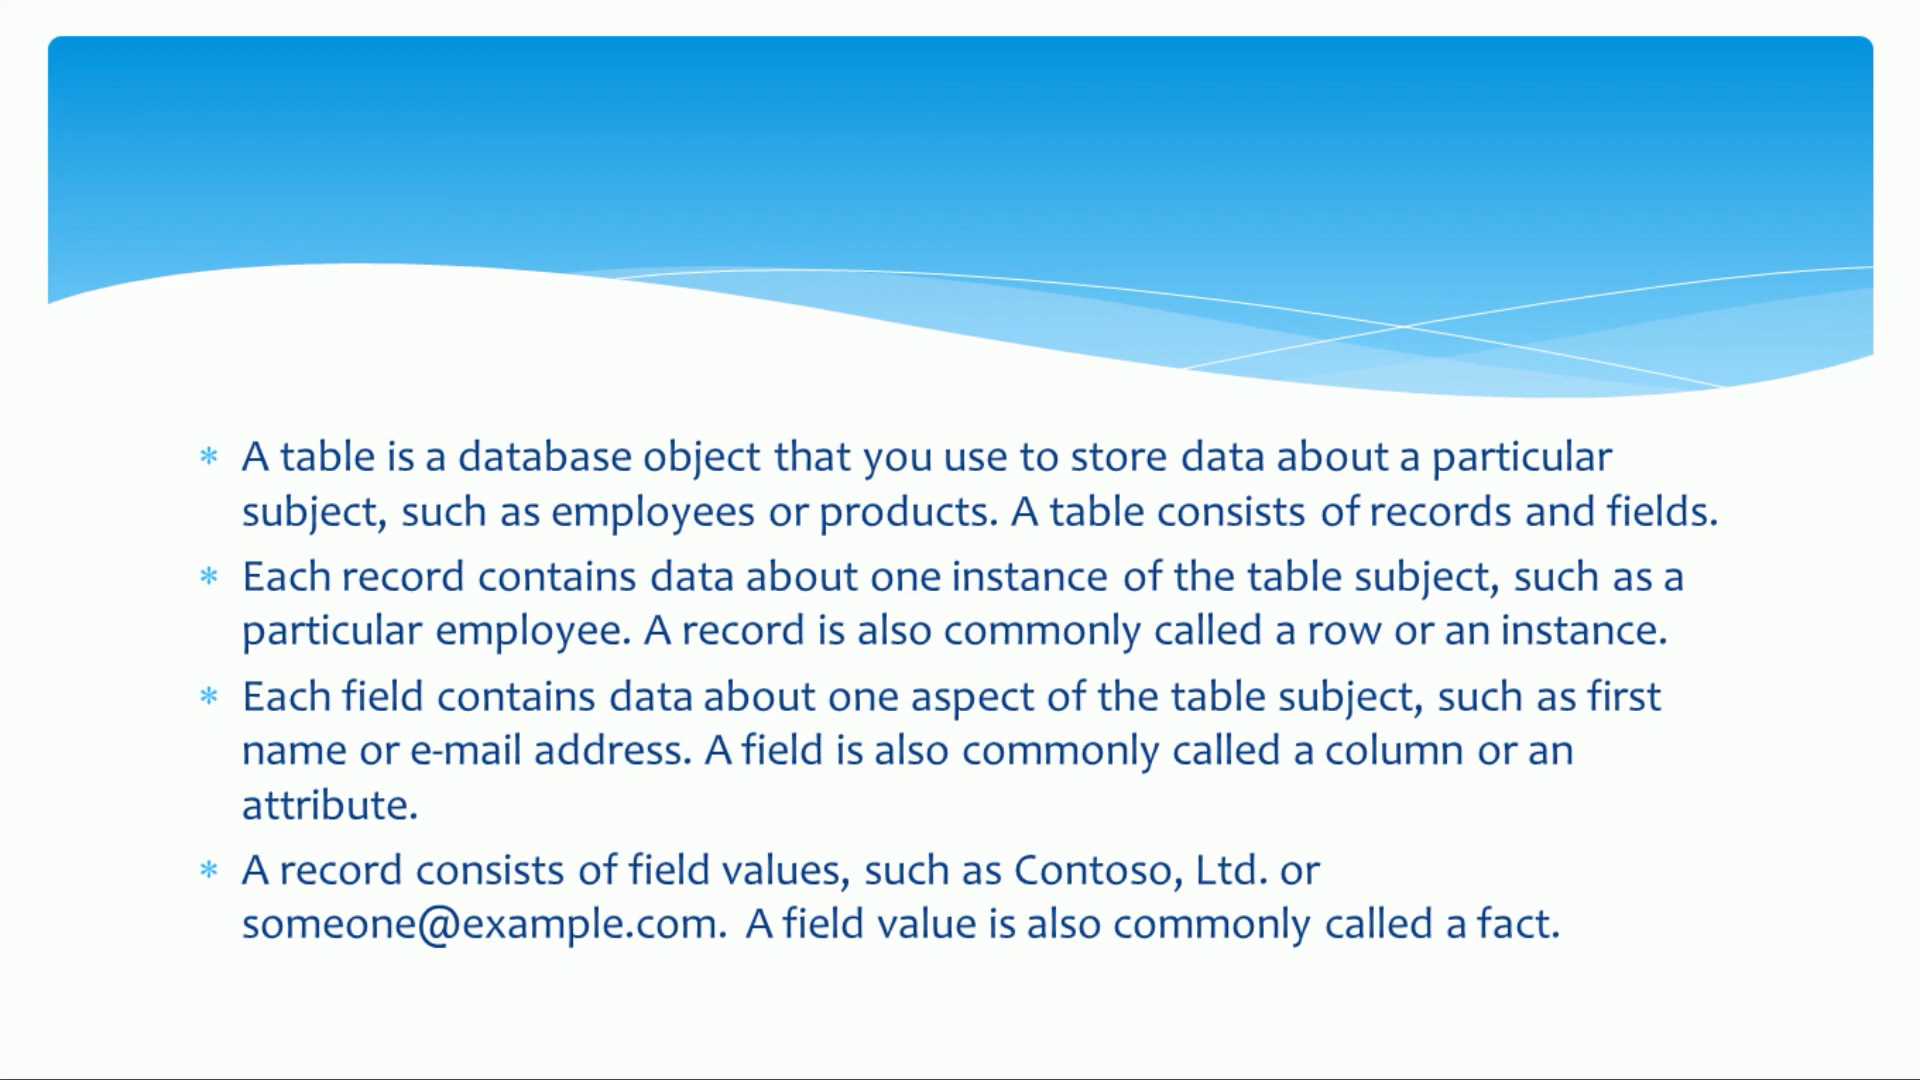 * A table is a database object that you use to store data about a particular
subject, such as employees or products. A table consists of records and fields.
* Each record contains data about one instance of the table subject, such as a
particular employee. A record is also commonly called a row or an instance.
* Each field contains data about one aspect of the table subject, such as first
name or e-mail address. A field is also commonly called a column or an
attribute.
* A record consists of field values, such as Contoso, Ltd. or
someone@example.com. A field value is also commonly called a fact.